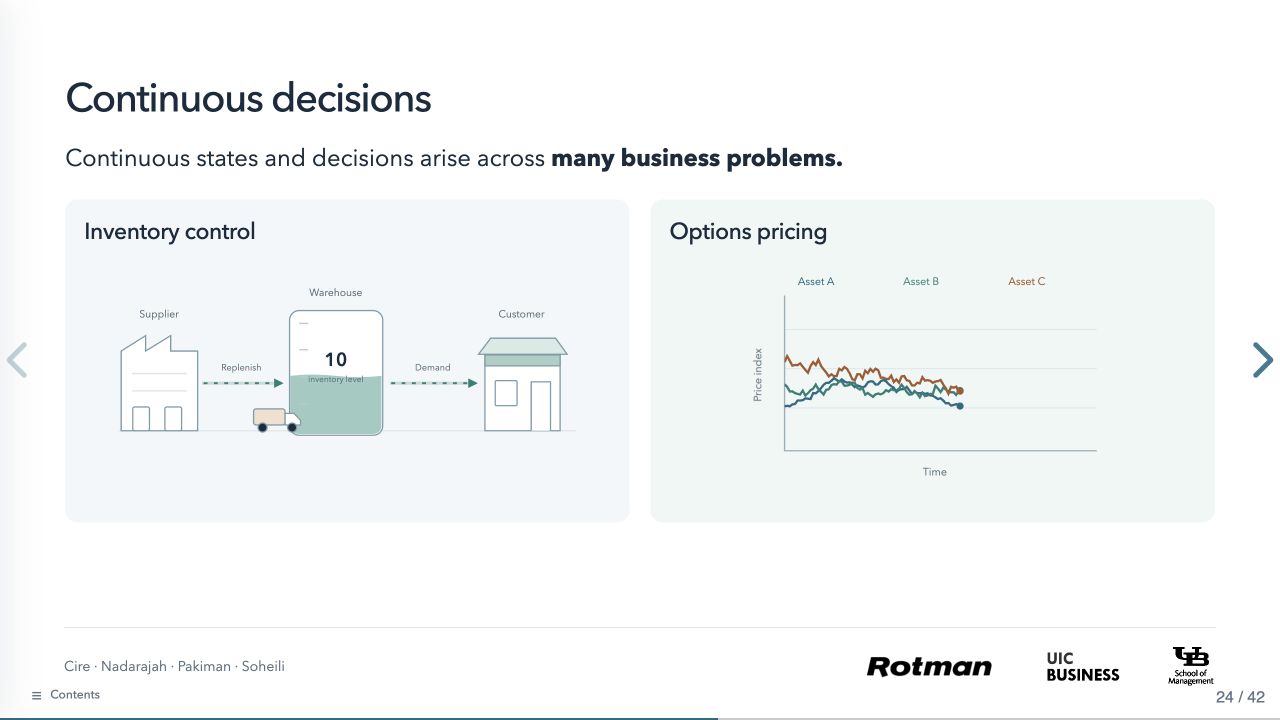 Continuous decisions
Continuous states and decisions arise across many business problems.
Inventory control
Warehouse
Supplier
Customer
10
inventory level
Replenish
Demand
Options pricing
Asset A
Asset B
Asset C
Price index
Time
Cire · Nadarajah · Pakiman · Soheili
Rotman
UIC
BUSINESS
UB
School of
Management
≡ Contents
24 / 42